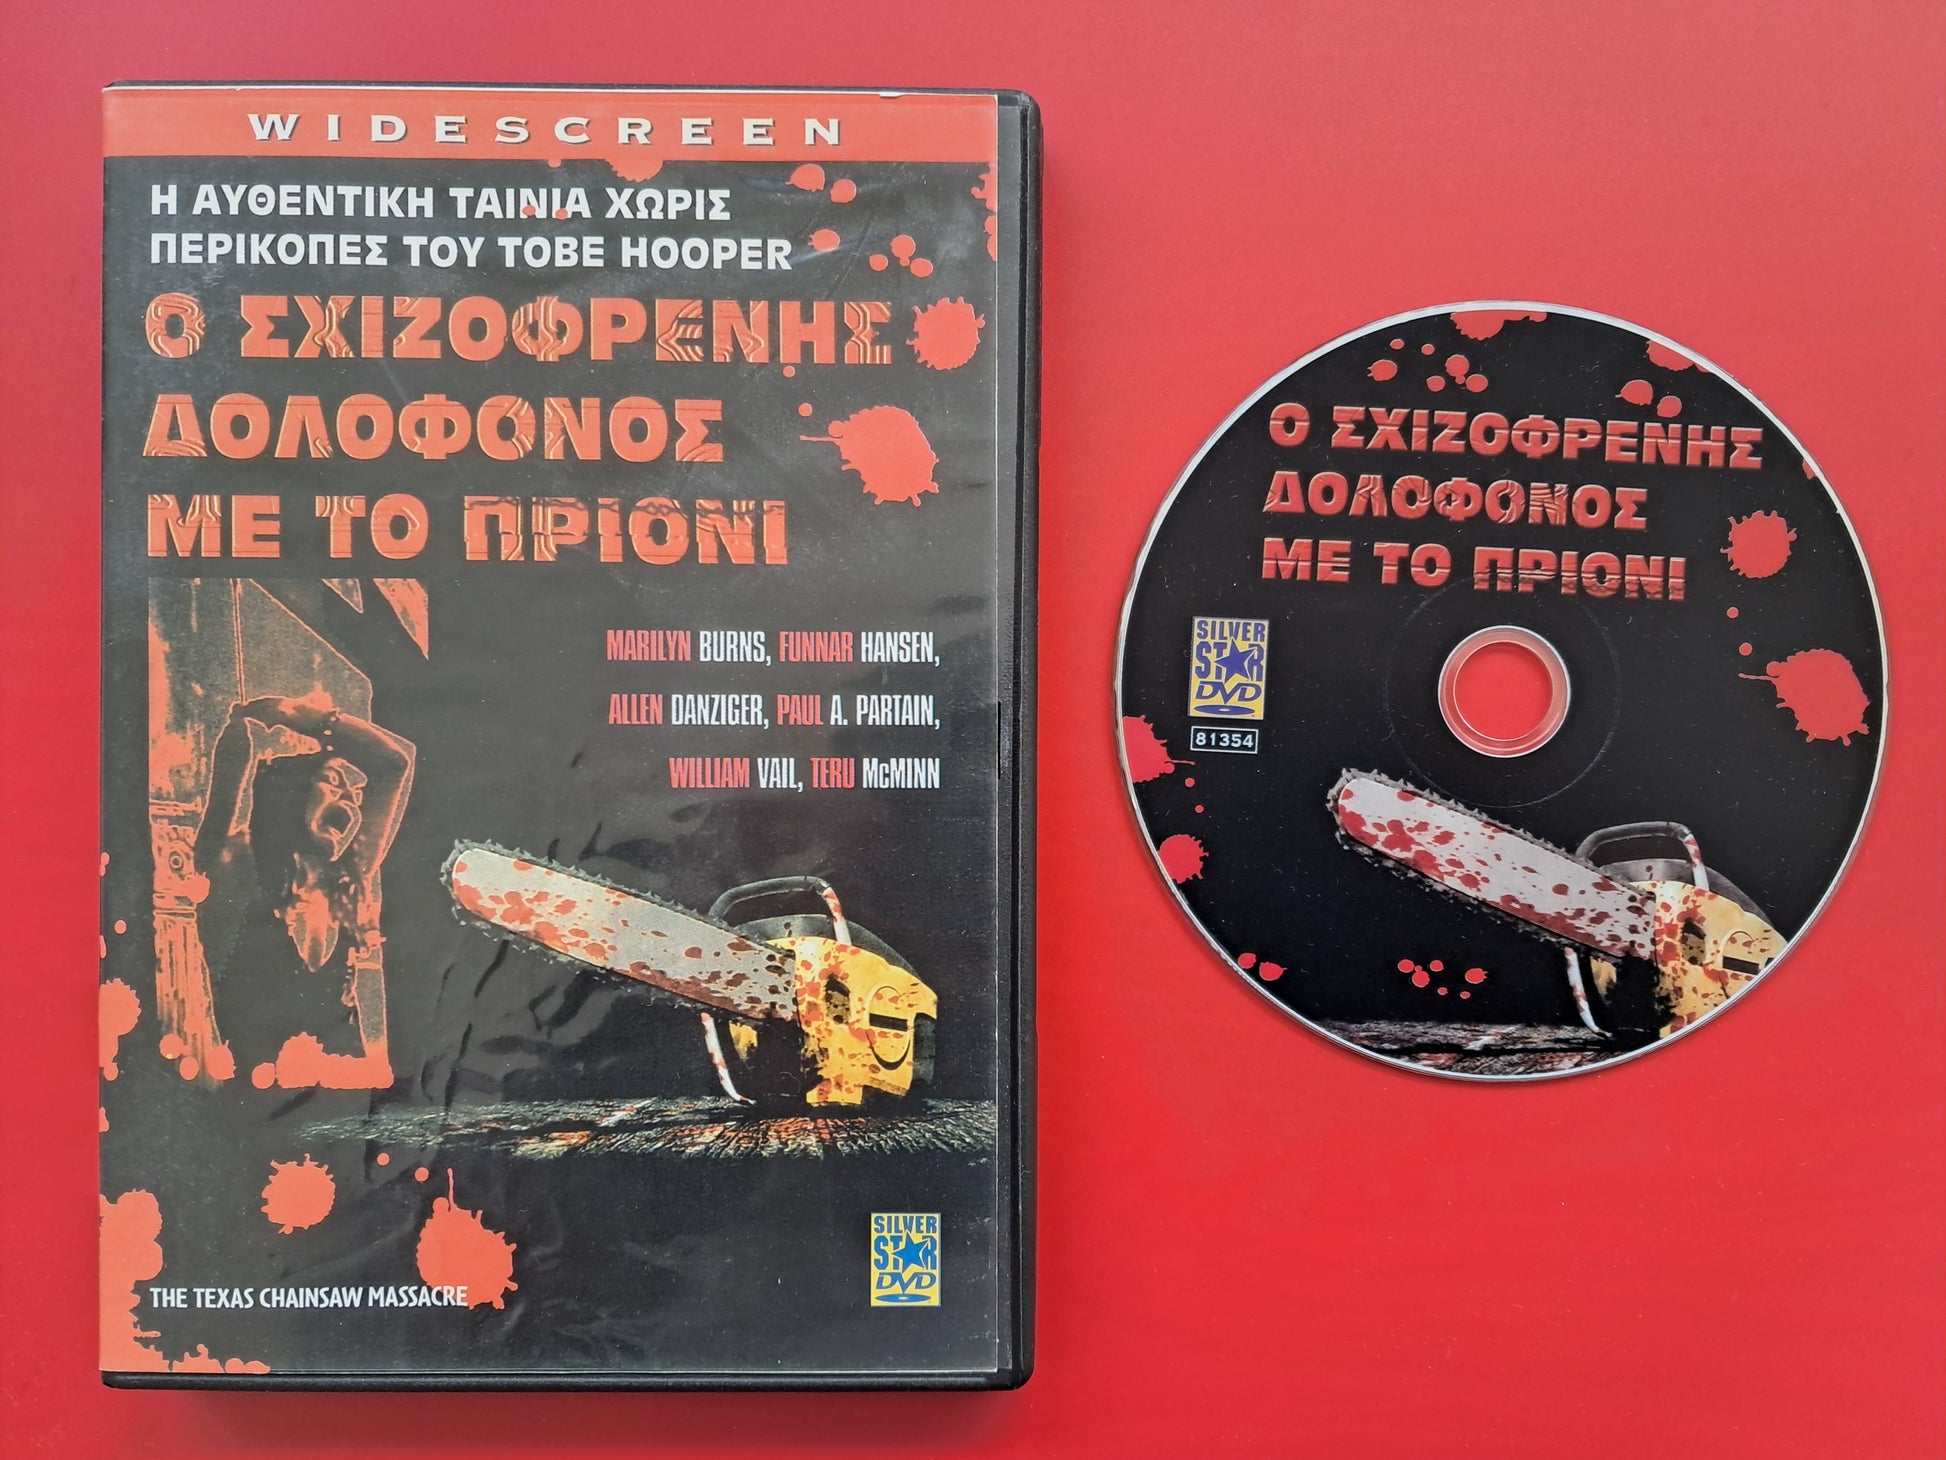 WIDESCREEN
Η ΑΥΘΕΝΤΙΚΗ ΤΑΙΝΙΑ ΧΩΡΙΣ
ΠΕΡΙΚΟΠΕΣ ΤΟΥ TOBE HOOPER
Ο ΣΧΙΖΟΦΡΕΝΗΣ
ΔΟΛΟΦΟΝΟΣ
ΜΕ ΤΟ ΠΡΙΟΝΙ
MARILYN BURNS, FUNNAR HANSEN,
ALLEN DANZIGER, PAUL A. PARTAIN,
WILLIAM VAIL, TERU McMINN
SILVER
STAR
DVD
THE TEXAS CHAINSAW MASSACRE
Ο ΣΧΙΖΟΦΡΕΝΗΣ
ΔΟΛΟΦΟΝΟΣ
ΜΕ ΤΟ ΠΡΙΟΝΙ
SILVER
STAR
DVD
81354